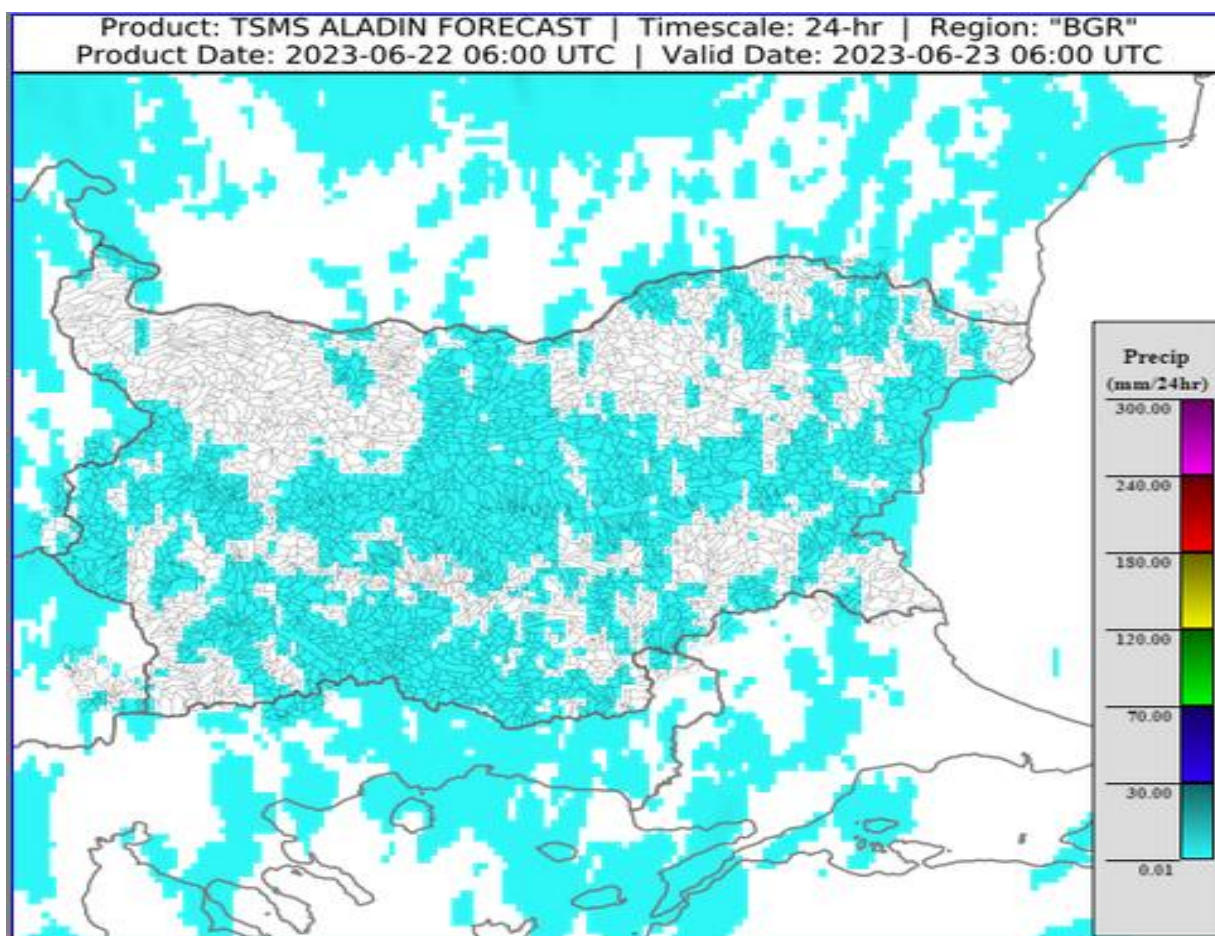 Product: TSMS ALADIN FORECAST | Timescale: 24-hr | Region: "BGR"
Product Date: 2023-06-22 06:00 UTC | Valid Date: 2023-06-23 06:00 UTC
Precip
(mm/24hr)
300.00
240.00
180.00
120.00
70.00
30.00
0.01